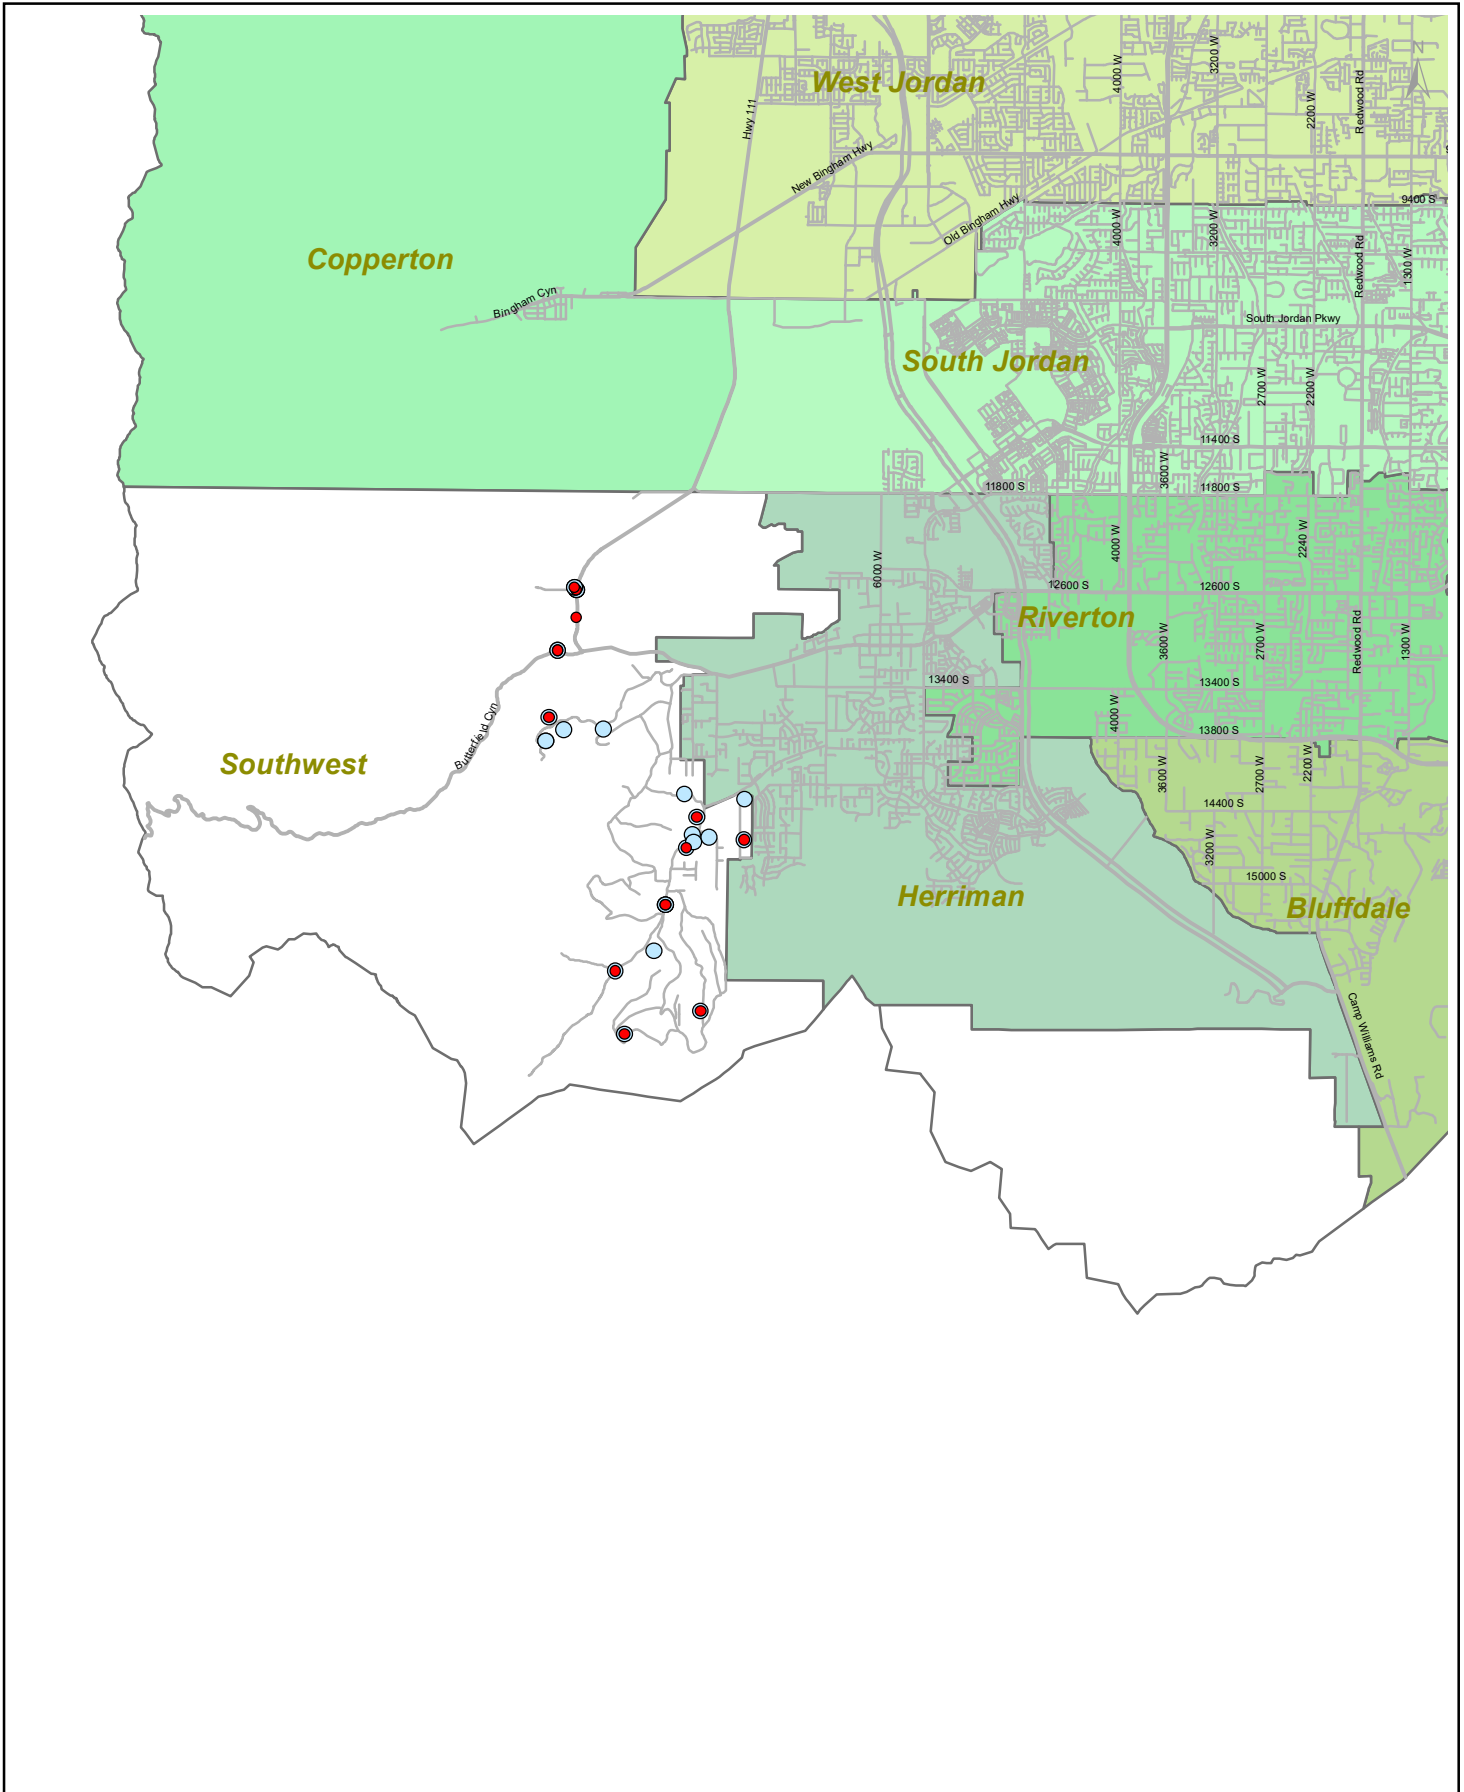 West Jordan
Hwy 111
4000 W
3200 W
2200 W
Redwood Rd
N
New Bingham Hwy
Old Bingham Hwy
9400 S
4000 W
3200 W
Redwood Rd
1300 W
Copperton
Bingham Cyn
South Jordan Pkwy
South Jordan
2700 W
2200 W
11400 S
3600 W
11800 S
11800 S
6000 W
4000 W
2240 W
12600 S
12600 S
Riverton
3600 W
2700 W
Redwood Rd
1300 W
13400 S
13400 S
4000 W
13800 S
Butterfield Cyn
Southwest
3600 W
2700 W
2200 W
14400 S
3200 W
15000 S
Herriman
Bluffdale
Camp Williams Rd